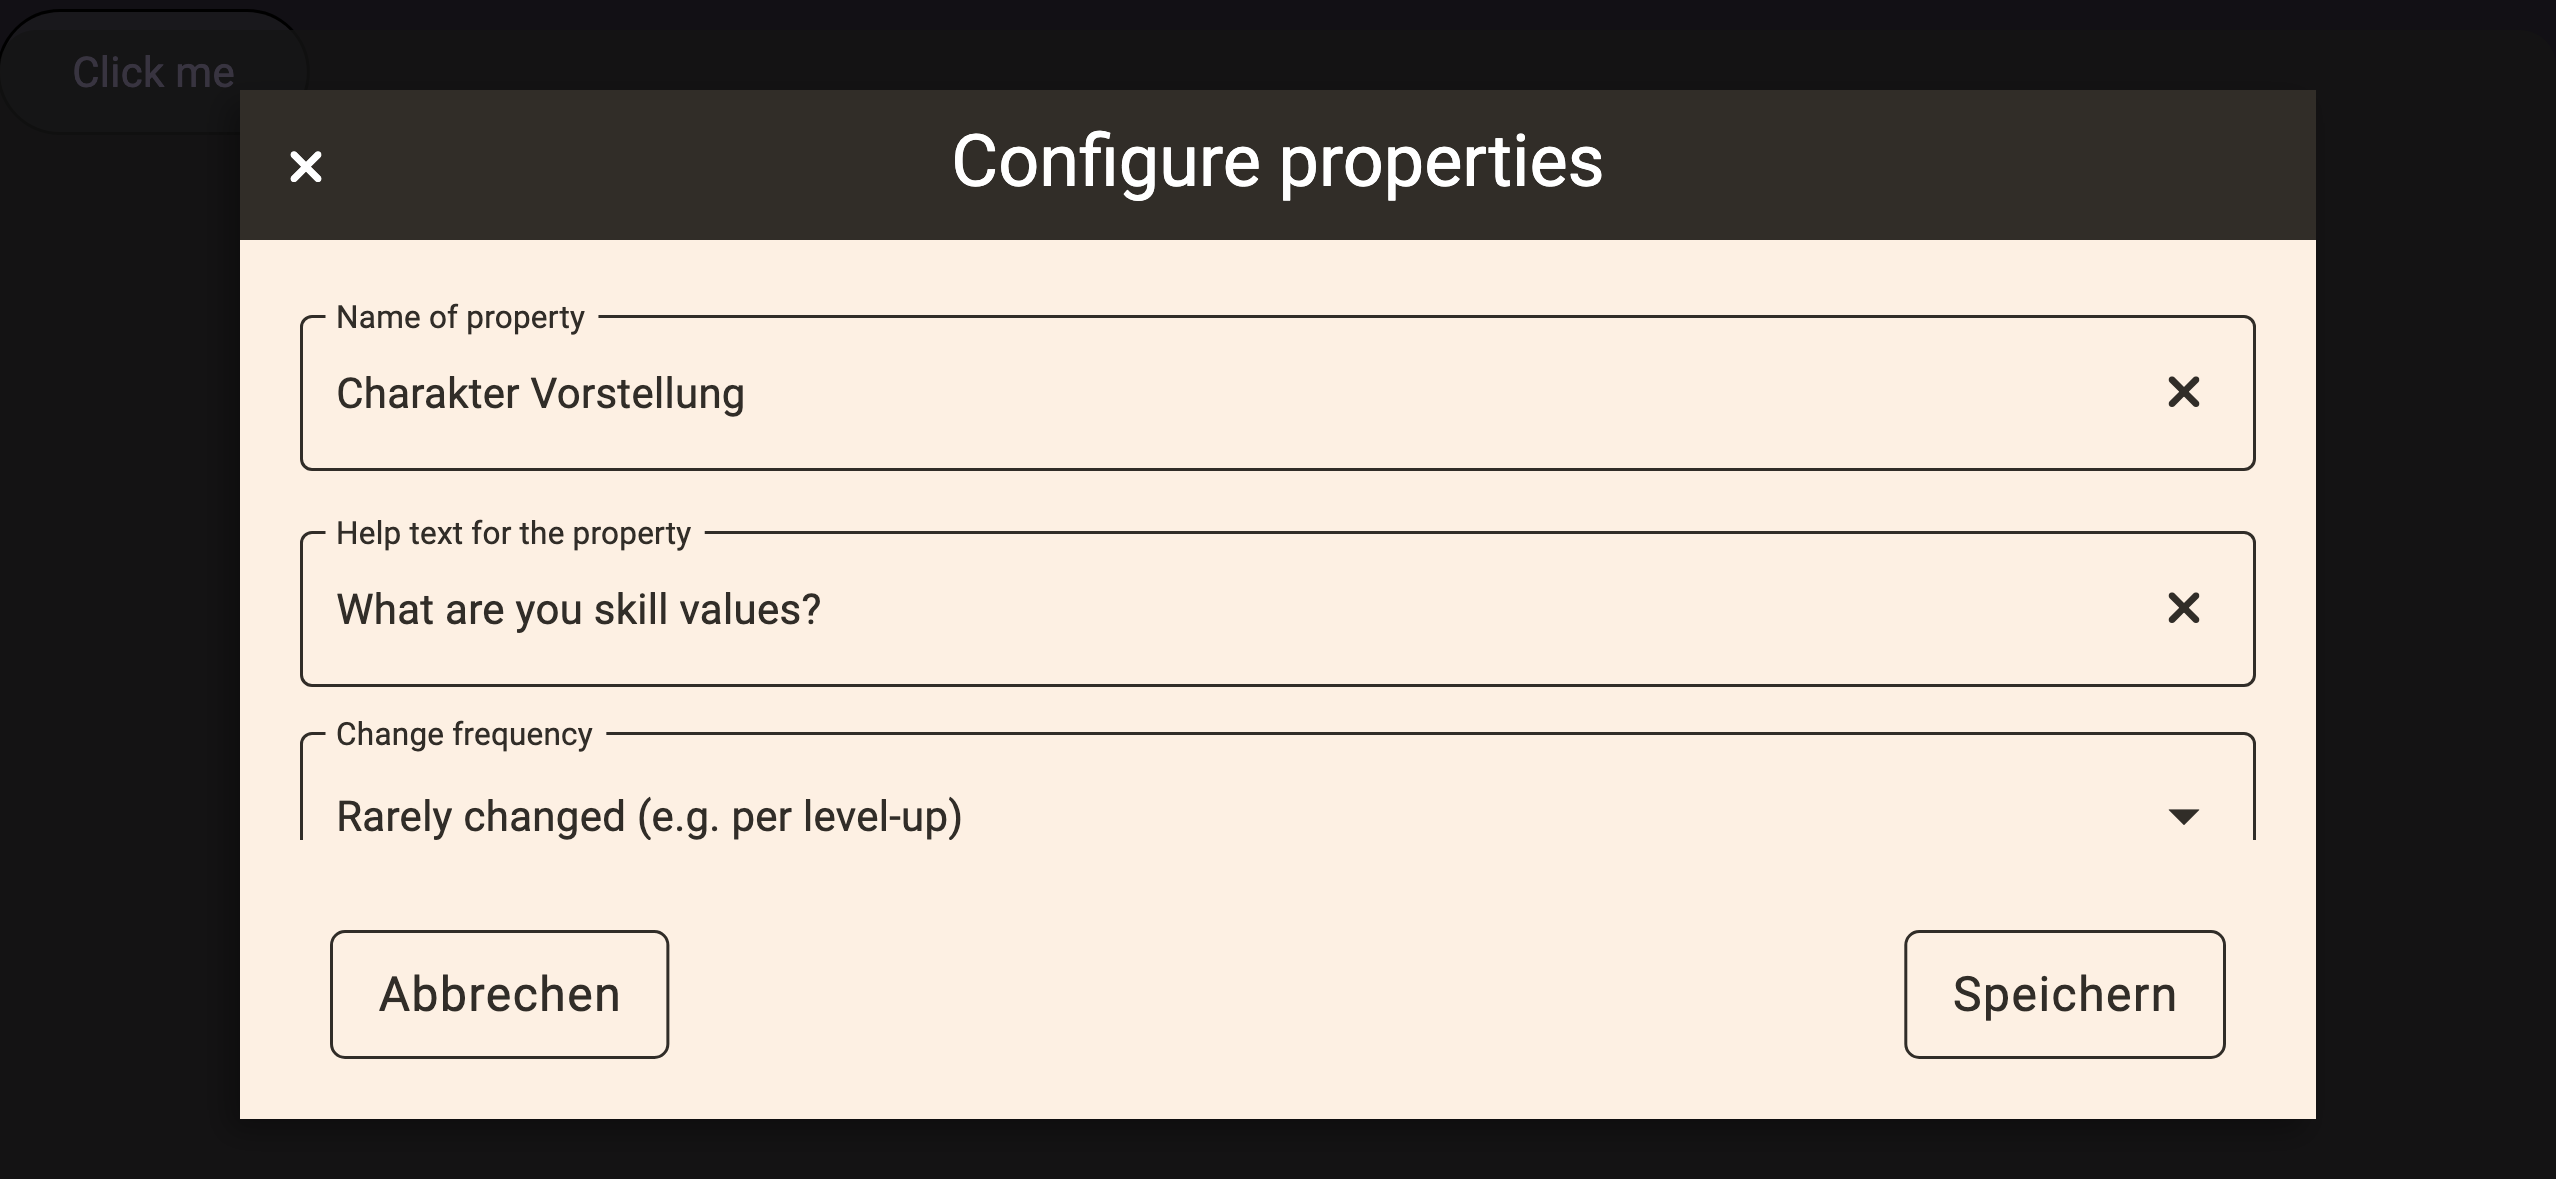 Click me
Configure properties
Name of property
Charakter Vorstellung
Help text for the property
What are you skill values?
Change frequency
Rarely changed (e.g. per level-up)
Abbrechen
Speichern